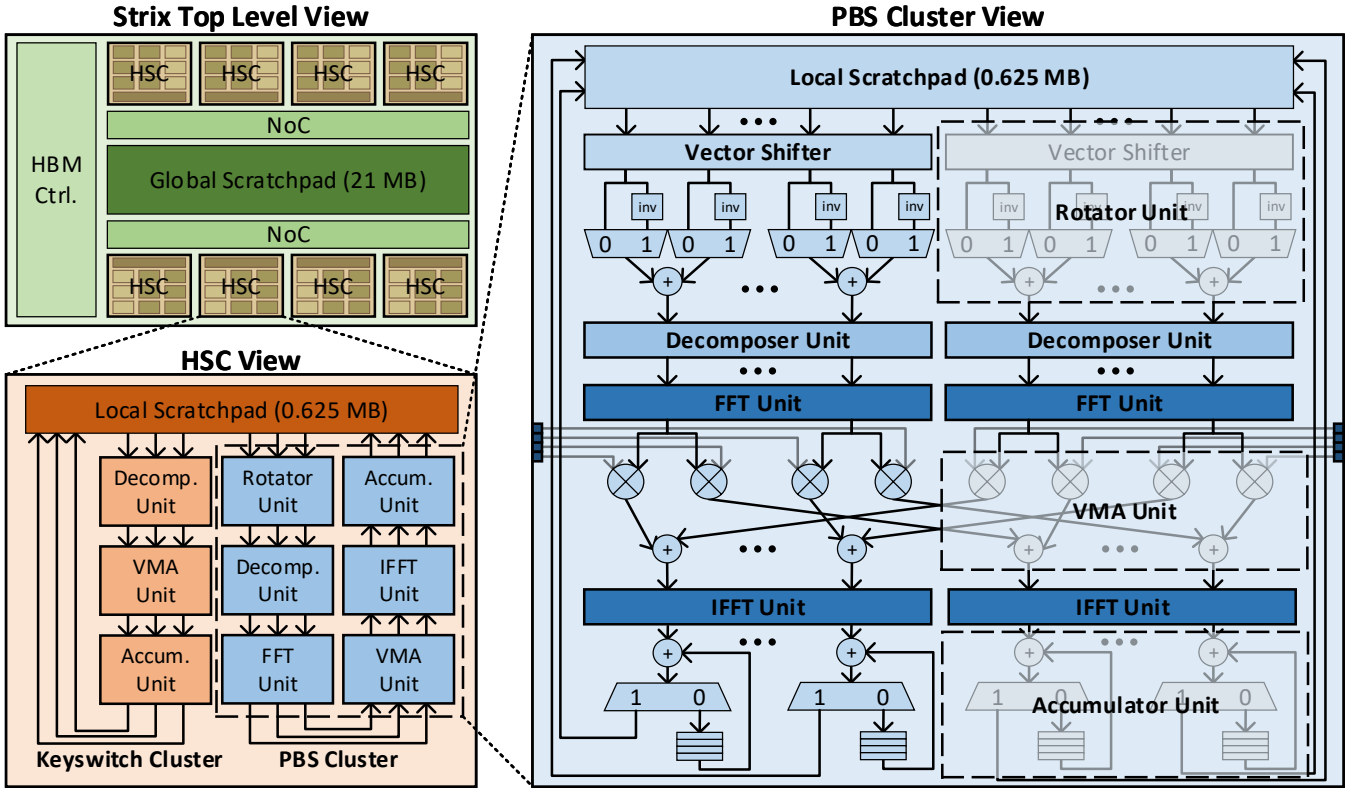 Strix Top Level View
HSC HSC HSC HSC
NoC
HBM
Ctrl.
Global Scratchpad (21 MB)
NoC
HSC HSC HSC HSC
HSC View
Local Scratchpad (0.625 MB)
Decomp.
Unit
Rotator
Unit
Accum.
Unit
VMA
Unit
Decomp.
Unit
IFFT
Unit
Accum.
Unit
FFT
Unit
VMA
Unit
Keyswitch Cluster
PBS Cluster
PBS Cluster View
Local Scratchpad (0.625 MB)
Vector Shifter
Vector Shifter
inv inv inv inv
inv inv inv inv
Rotator Unit
0 1 0 1 0 1 0 1
0 1 0 1 0 1 0 1
+ +
+ +
Decomposer Unit
Decomposer Unit
FFT Unit
FFT Unit
VMA Unit
+ +
+ +
IFFT Unit
IFFT Unit
+ +
+ +
1 0 1 0
1 0 1 0
Accumulator Unit